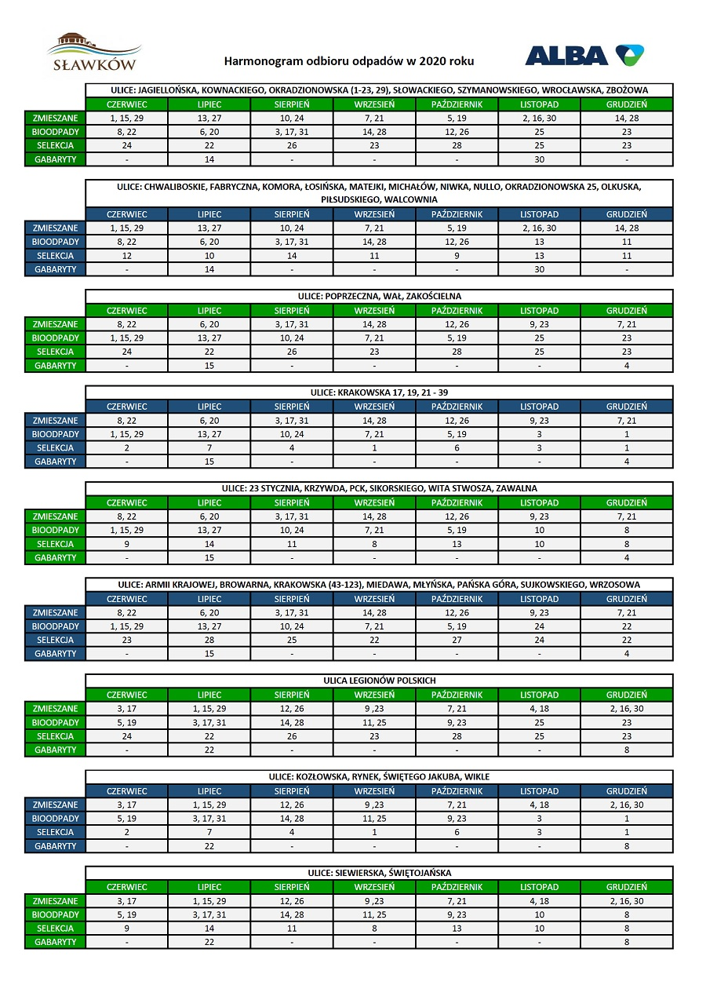 SŁAWKÓW
Harmonogram odbioru odpadów w 2020 roku
ALBA
ULICE: JAGIELLOŃSKA, KOWNACKIEGO, OKRADZIONOWSKA (1-23, 29), SŁOWACKIEGO, SZYMANOWSKIEGO, WROCŁAWSKA, ZBOŻOWA
CZERWIEC LIPIEC SIERPIEŃ WRZESIEŃ PAŹDZIERNIK LISTOPAD GRUDZIEŃ
ZMIESZANE 1, 15, 29 13, 27 10, 24 7, 21 5, 19 2, 16, 30 14, 28
BIOODPADY 8, 22 6, 20 3, 17, 31 14, 28 12, 26 25 23
SELEKCJA 24 22 26 23 28 25 23
GABARYTY - 14 - - - 30 -
ULICE: CHWALIBOSKIE, FABRYCZNA, KOMORA, ŁOSIŃSKA, MATEJKI, MICHAŁÓW, NIWKA, NULLO, OKRADZIONOWSKA 25, OLKUSKA,
PIŁSUDSKIEGO, WALCOWNIA
CZERWIEC LIPIEC SIERPIEŃ WRZESIEŃ PAŹDZIERNIK LISTOPAD GRUDZIEŃ
ZMIESZANE 1, 15, 29 13, 27 10, 24 7, 21 5, 19 2, 16, 30 14, 28
BIOODPADY 8, 22 6, 20 3, 17, 31 14, 28 12, 26 13 11
SELEKCJA 12 10 14 11 9 13 11
GABARYTY - 14 - - - 30 -
ULICE: POPRZECZNA, WAŁ, ZAKOŚCIELNA
CZERWIEC LIPIEC SIERPIEŃ WRZESIEŃ PAŹDZIERNIK LISTOPAD GRUDZIEŃ
ZMIESZANE 8, 22 6, 20 3, 17, 31 14, 28 12, 26 9, 23 7, 21
BIOODPADY 1, 15, 29 13, 27 10, 24 7, 21 5, 19 25 23
SELEKCJA 24 22 26 23 28 25 23
GABARYTY - 15 - - - - 4
ULICE: KRAKOWSKA 17, 19, 21 - 39
CZERWIEC LIPIEC SIERPIEŃ WRZESIEŃ PAŹDZIERNIK LISTOPAD GRUDZIEŃ
ZMIESZANE 8, 22 6, 20 3, 17, 31 14, 28 12, 26 9, 23 7, 21
BIOODPADY 1, 15, 29 13, 27 10, 24 7, 21 5, 19 3 1
SELEKCJA 2 7 4 1 6 3 1
GABARYTY - 15 - - - - 4
ULICE: 23 STYCZNIA, KRZYWDA, PCK, SIKORSKIEGO, WITA STWOSZA, ZAWALNA
CZERWIEC LIPIEC SIERPIEŃ WRZESIEŃ PAŹDZIERNIK LISTOPAD GRUDZIEŃ
ZMIESZANE 8, 22 6, 20 3, 17, 31 14, 28 12, 26 9, 23 7, 21
BIOODPADY 1, 15, 29 13, 27 10, 24 7, 21 5, 19 10 8
SELEKCJA 9 14 11 8 13 10 8
GABARYTY - 15 - - - - 4
ULICE: ARMII KRAJOWEJ, BROWARNA, KRAKOWSKA (43-123), MIEDAWA, MŁYŃSKA, PAŃSKA GÓRA, SUJKOWSKIEGO, WRZOSOWA
CZERWIEC LIPIEC SIERPIEŃ WRZESIEŃ PAŹDZIERNIK LISTOPAD GRUDZIEŃ
ZMIESZANE 8, 22 6, 20 3, 17, 31 14, 28 12, 26 9, 23 7, 21
BIOODPADY 1, 15, 29 13, 27 10, 24 7, 21 5, 19 24 22
SELEKCJA 23 28 25 22 27 24 22
GABARYTY - 15 - - - - 4
ULICA LEGIONÓW POLSKICH
CZERWIEC LIPIEC SIERPIEŃ WRZESIEŃ PAŹDZIERNIK LISTOPAD GRUDZIEŃ
ZMIESZANE 3, 17 1, 15, 29 12, 26 9 ,23 7, 21 4, 18 2, 16, 30
BIOODPADY 5, 19 3, 17, 31 14, 28 11, 25 9, 23 25 23
SELEKCJA 24 22 26 23 28 25 23
GABARYTY - 22 - - - - 8
ULICE: KOZŁOWSKA, RYNEK, ŚWIĘTEGO JAKUBA, WIKLE
CZERWIEC LIPIEC SIERPIEŃ WRZESIEŃ PAŹDZIERNIK LISTOPAD GRUDZIEŃ
ZMIESZANE 3, 17 1, 15, 29 12, 26 9 ,23 7, 21 4, 18 2, 16, 30
BIOODPADY 5, 19 3, 17, 31 14, 28 11, 25 9, 23 3 1
SELEKCJA 2 7 4 1 6 3 1
GABARYTY - 22 - - - - 8
ULICE: SIEWIERSKA, ŚWIĘTOJAŃSKA
CZERWIEC LIPIEC SIERPIEŃ WRZESIEŃ PAŹDZIERNIK LISTOPAD GRUDZIEŃ
ZMIESZANE 3, 17 1, 15, 29 12, 26 9 ,23 7, 21 4, 18 2, 16, 30
BIOODPADY 5, 19 3, 17, 31 14, 28 11, 25 9, 23 10 8
SELEKCJA 9 14 11 8 13 10 8
GABARYTY - 22 - - - - 8